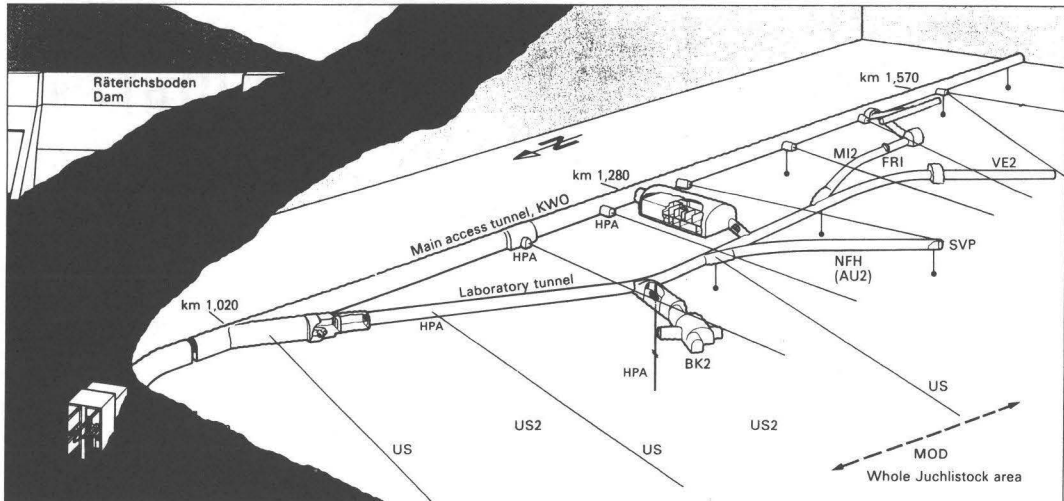 Räterichsboden
Dam
km 1,570
N
MI2
FRI
VE2
km 1,280
Main access tunnel, KWO
HPA
HPA
SVP
NFH
(AU2)
Laboratory tunnel
km 1,020
HPA
BK2
HPA
US
US2
US2
US
US
MOD
Whole Juchlistock area